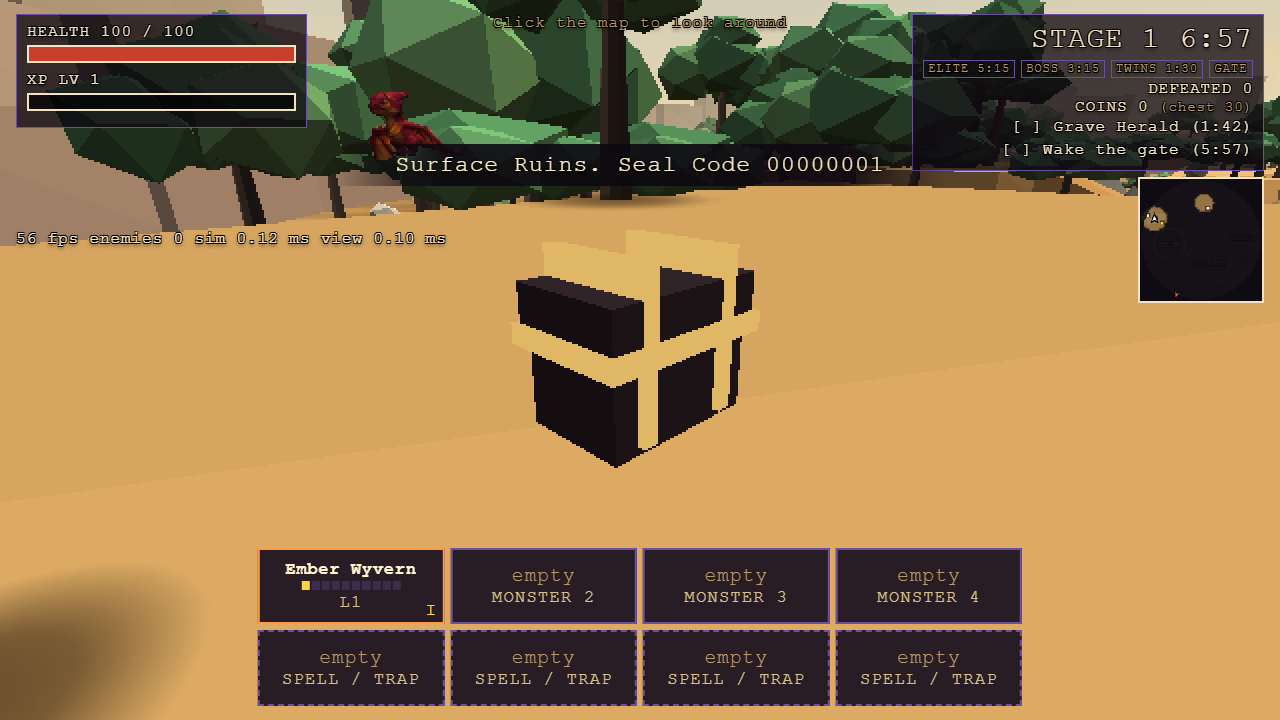 Click the map to look around
HEALTH 100 / 100
XP LV 1
STAGE 1 6:57
ELITE 5:15 BOSS 3:15 TWINS 1:30 GATE
DEFEATED 0
COINS 0 (chest 30)
[ ] Grave Herald (1:42)
[ ] Wake the gate (5:57)
Surface Ruins. Seal Code 00000001
56 fps enemies 0 sim 0.12 ms view 0.10 ms
Ember Wyvern
L1
I
empty
MONSTER 2
empty
MONSTER 3
empty
MONSTER 4
empty
SPELL / TRAP
empty
SPELL / TRAP
empty
SPELL / TRAP
empty
SPELL / TRAP